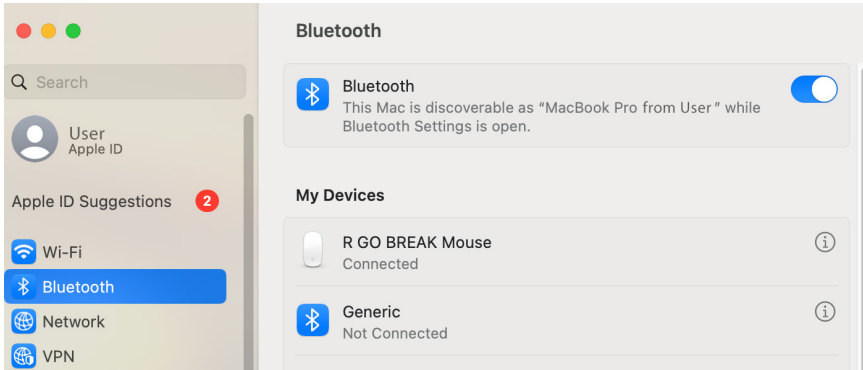 Bluetooth
Search
Bluetooth
This Mac is discoverable as “MacBook Pro from User” while
Bluetooth Settings is open.
User
Apple ID
Apple ID Suggestions 2
My Devices
Wi-Fi
Bluetooth
Network
VPN
R GO BREAK Mouse
Connected
Generic
Not Connected